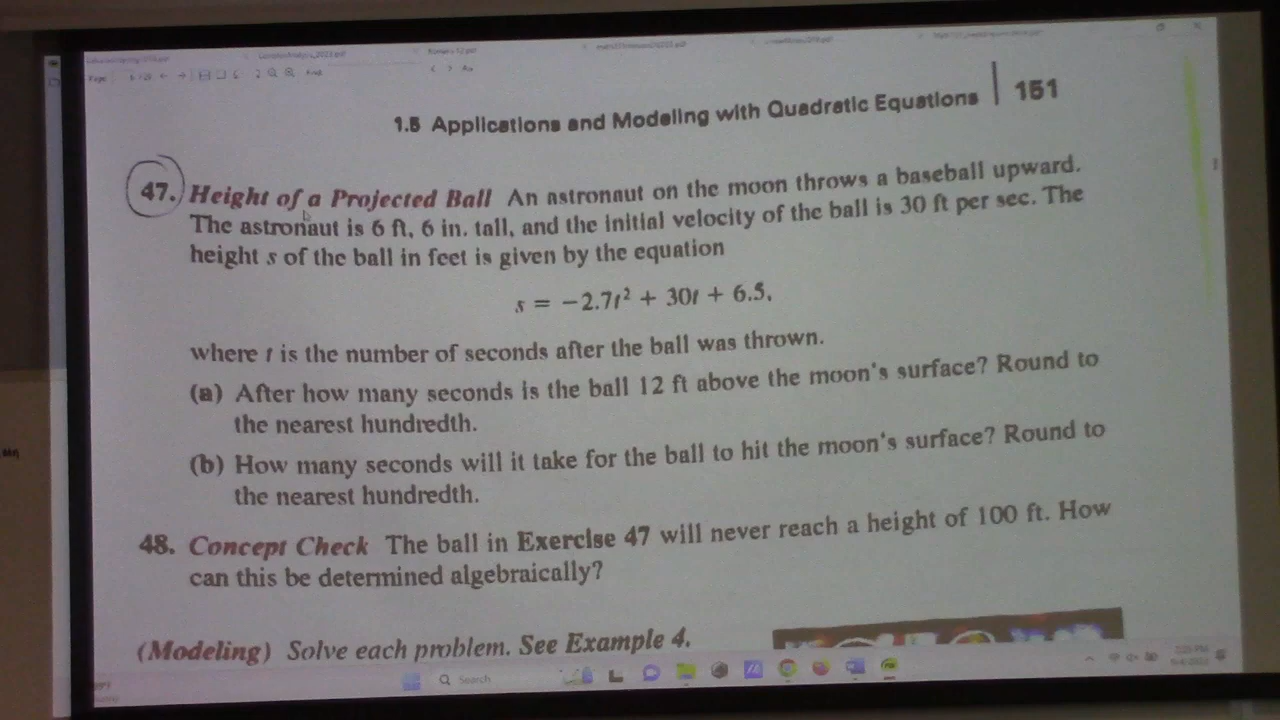 1.5 Applications and Modeling with Quadratic Equations 151
47. Height of a Projected Ball An astronaut on the moon throws a baseball upward.
The astronaut is 6 ft, 6 in. tall, and the initial velocity of the ball is 30 ft per sec. The
height s of the ball in feet is given by the equation
s = −2.7t² + 30t + 6.5,
where t is the number of seconds after the ball was thrown.
(a) After how many seconds is the ball 12 ft above the moon's surface? Round to
the nearest hundredth.
(b) How many seconds will it take for the ball to hit the moon's surface? Round to
the nearest hundredth.
48. Concept Check The ball in Exercise 47 will never reach a height of 100 ft. How
can this be determined algebraically?
(Modeling) Solve each problem. See Example 4.
Search